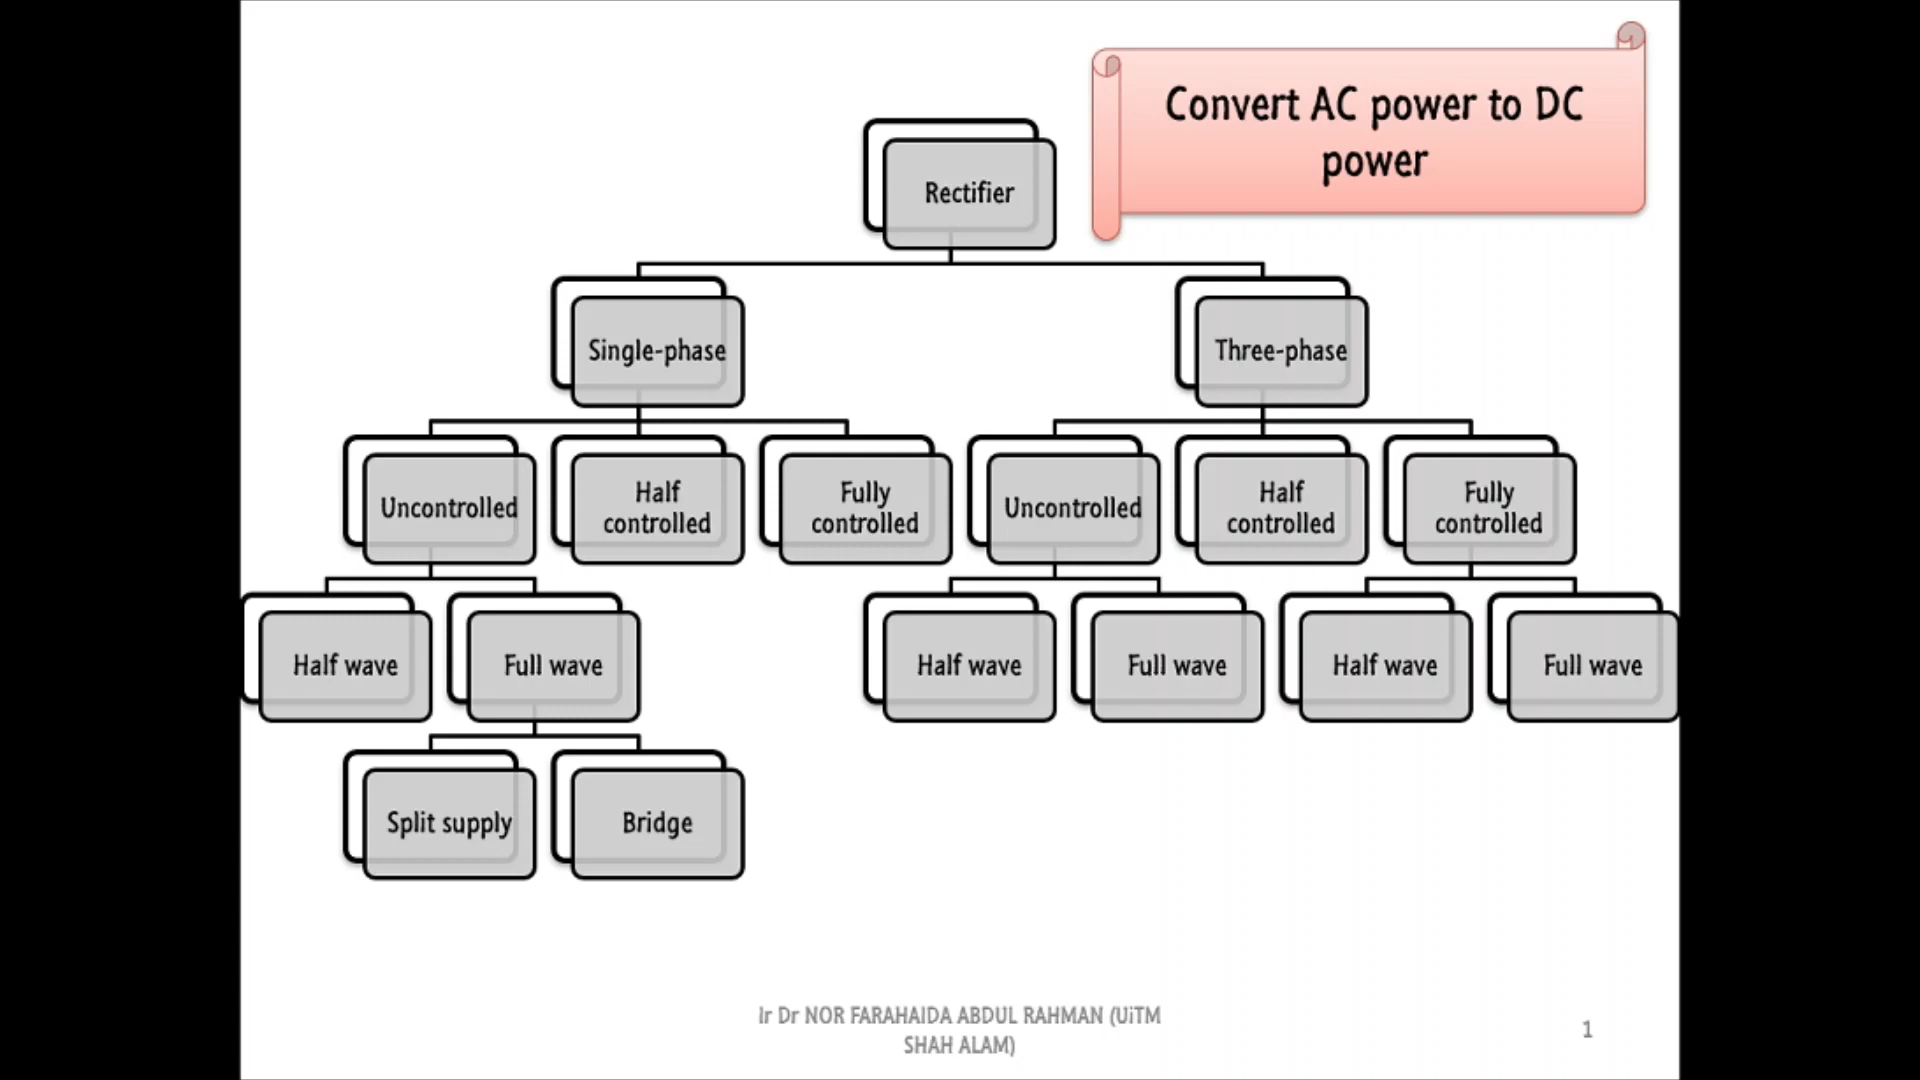 Convert AC power to DC
power
Rectifier
Single-phase
Three-phase
Uncontrolled
Half
controlled
Fully
controlled
Uncontrolled
Half
controlled
Fully
controlled
Half wave
Full wave
Half wave
Full wave
Half wave
Full wave
Split supply
Bridge
Ir Dr NOR FARAHAIDA ABDUL RAHMAN (UiTM
SHAH ALAM)
1